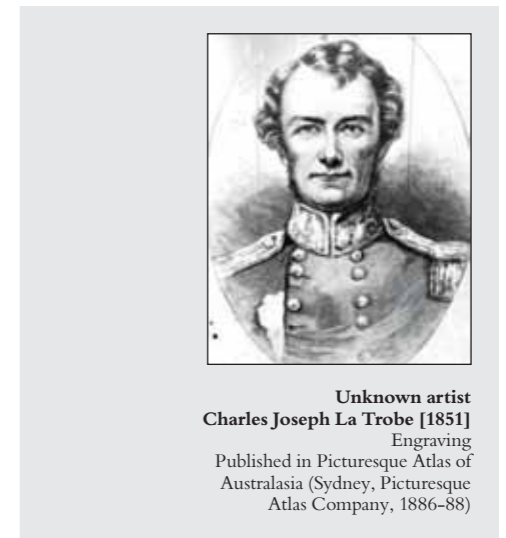 Unknown artist
Charles Joseph La Trobe [1851]
Engraving
Published in Picturesque Atlas of
Australasia (Sydney, Picturesque
Atlas Company, 1886-88)